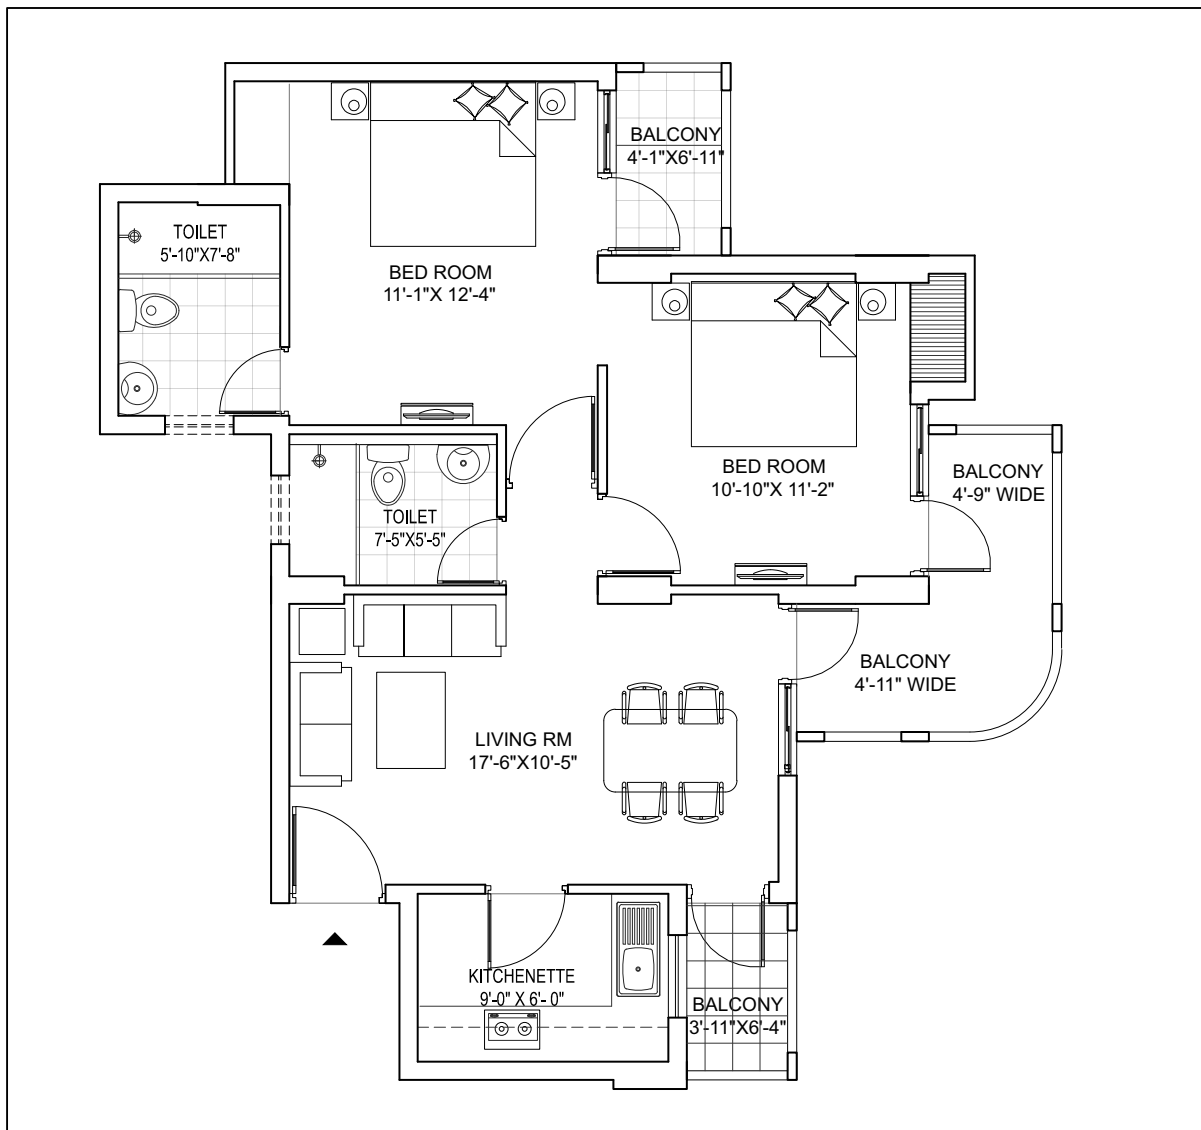 BALCONY
4'-1"X6'-11"
TOILET
5'-10"X7'-8"
BED ROOM
11'-1"X 12'-4"
BED ROOM
10'-10"X 11'-2"
BALCONY
4'-9" WIDE
TOILET
7'-5"X5'-5"
BALCONY
4'-11" WIDE
LIVING RM
17'-6"X10'-5"
KITCHENETTE
9'-0" X 6'- 0"
BALCONY
3'-11"X6'-4"